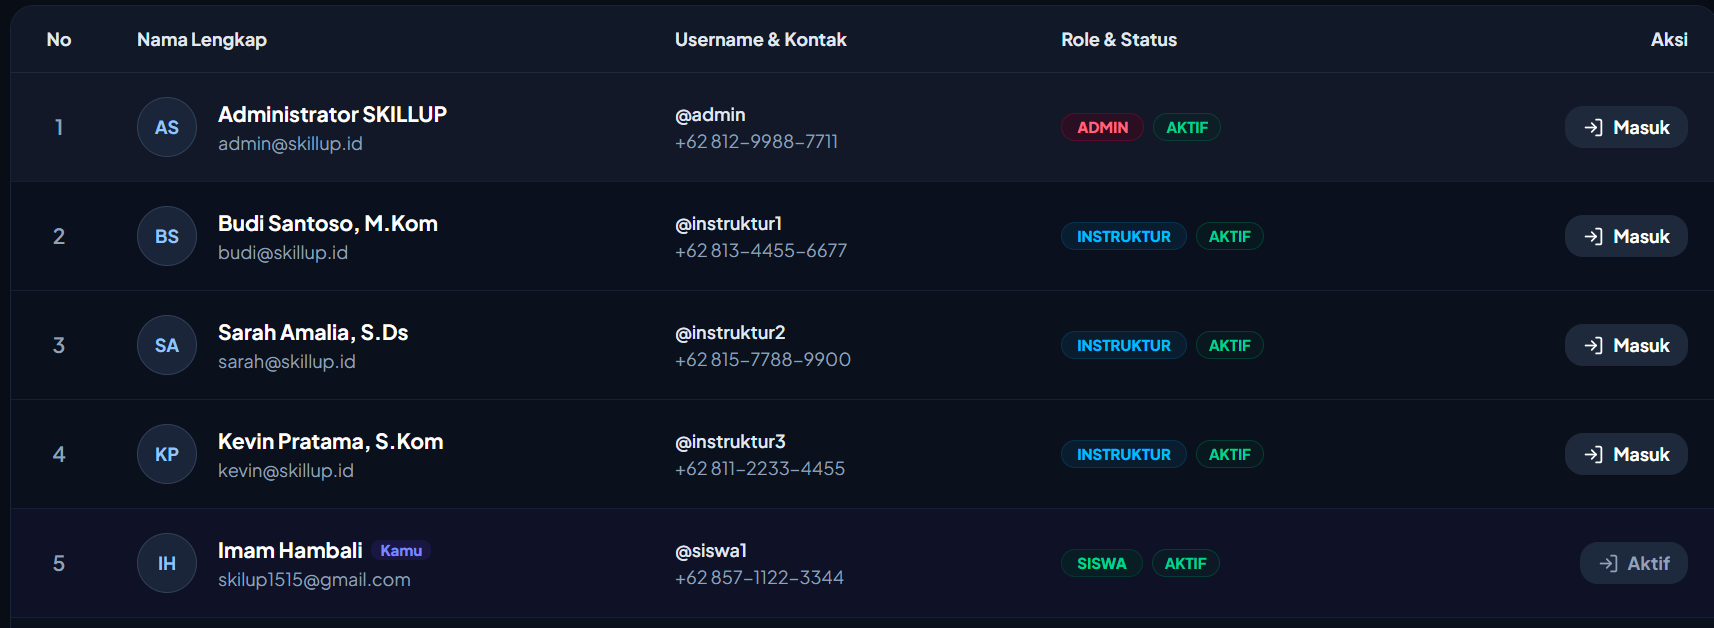 No Nama Lengkap Username & Kontak Role & Status Aksi
1 AS Administrator SKILLUP @admin ADMIN AKTIF Masuk
admin@skillup.id +62 812-9988-7711
2 BS Budi Santoso, M.Kom @instruktur1 INSTRUKTUR AKTIF Masuk
budi@skillup.id +62 813-4455-6677
3 SA Sarah Amalia, S.Ds @instruktur2 INSTRUKTUR AKTIF Masuk
sarah@skillup.id +62 815-7788-9900
4 KP Kevin Pratama, S.Kom @instruktur3 INSTRUKTUR AKTIF Masuk
kevin@skillup.id +62 811-2233-4455
5 IH Imam Hambali Kamu @siswa1 SISWA AKTIF Aktif
skilup1515@gmail.com +62 857-1122-3344